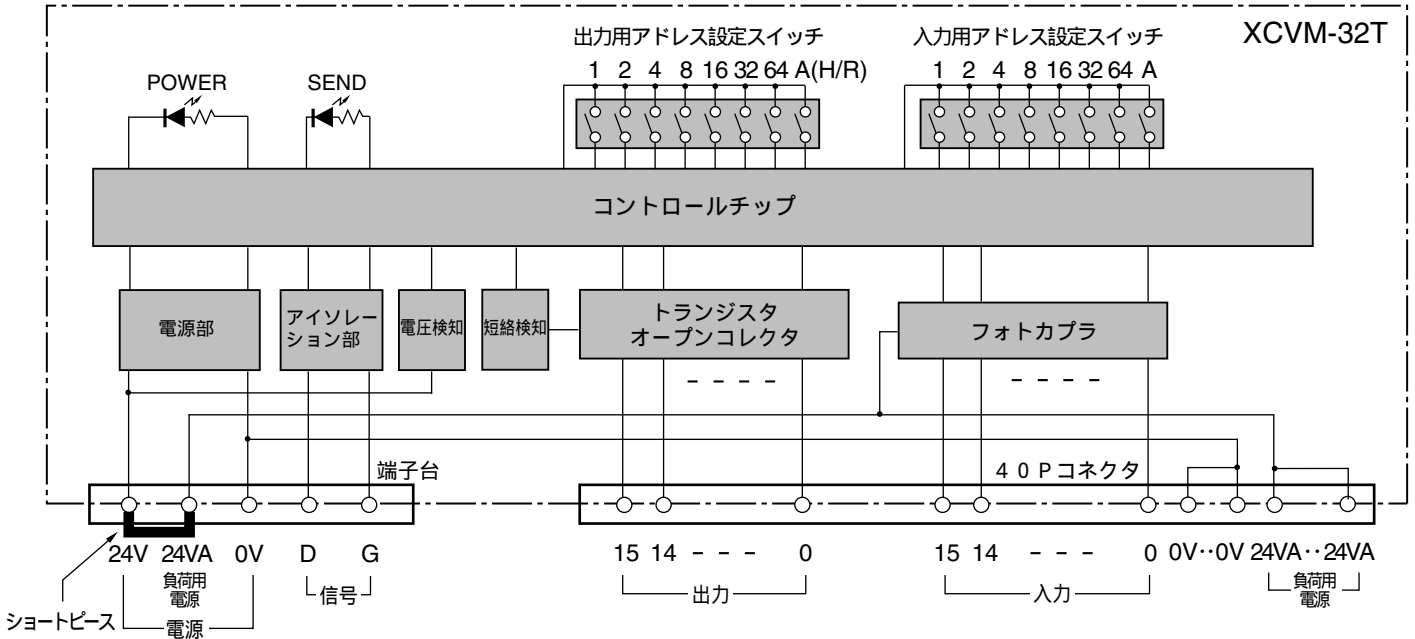 XCVM-32T
出力用アドレス設定スイッチ
入力用アドレス設定スイッチ
1 2 4 8 16 32 64 A(H/R)
1 2 4 8 16 32 64 A
POWER
SEND
コントロールチップ
電源部
アイソレー
ション部
電圧検知
短絡検知
トランジスタ
オープンコレクタ
フォトカプラ
- - - -
- - - -
端子台
40Pコネクタ
24V 24VA 0V D G
負荷用
電源
信号
電源
ショートピース
15 14 - - - 0
出力
15 14 - - - 0
入力
0V‥0V 24VA‥24VA
負荷用
電源